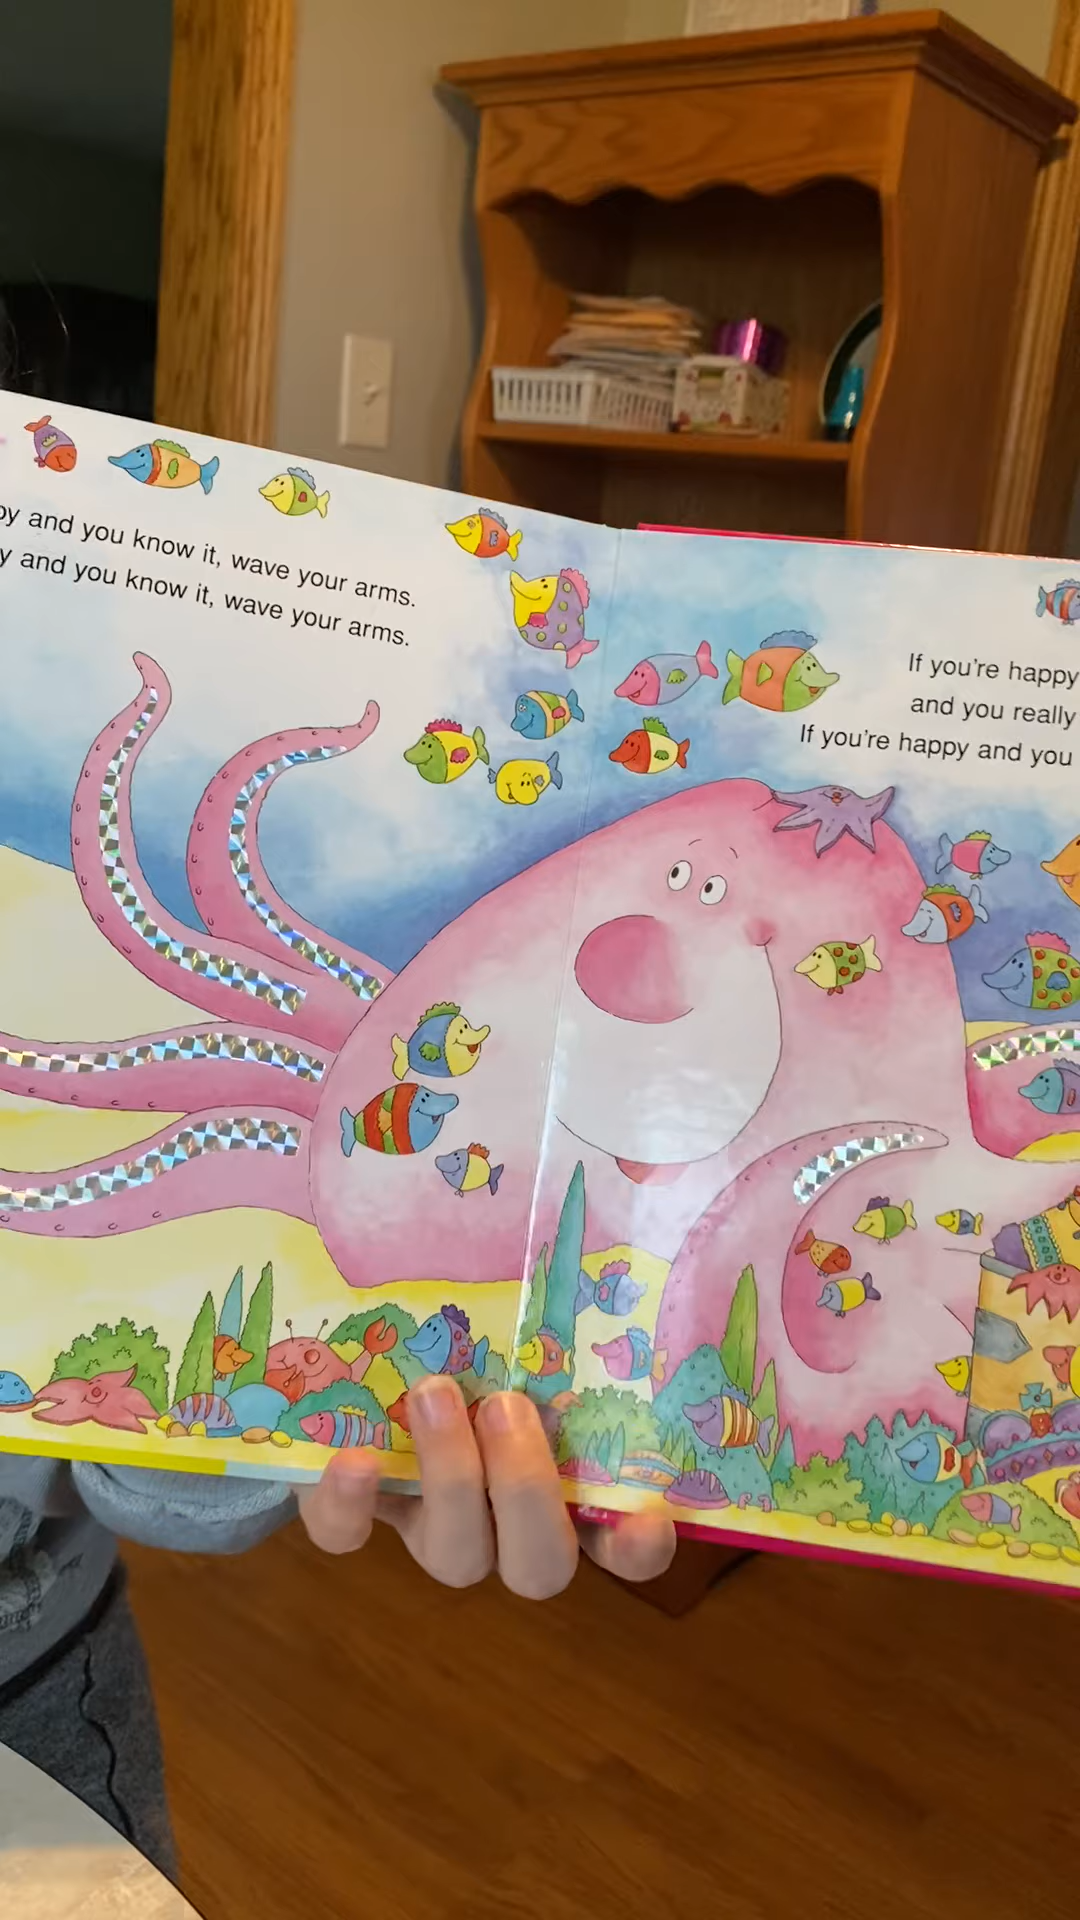 and you know it, wave your arms.
and you know it, wave your arms.
If you're happy
and you really
If you're happy and you